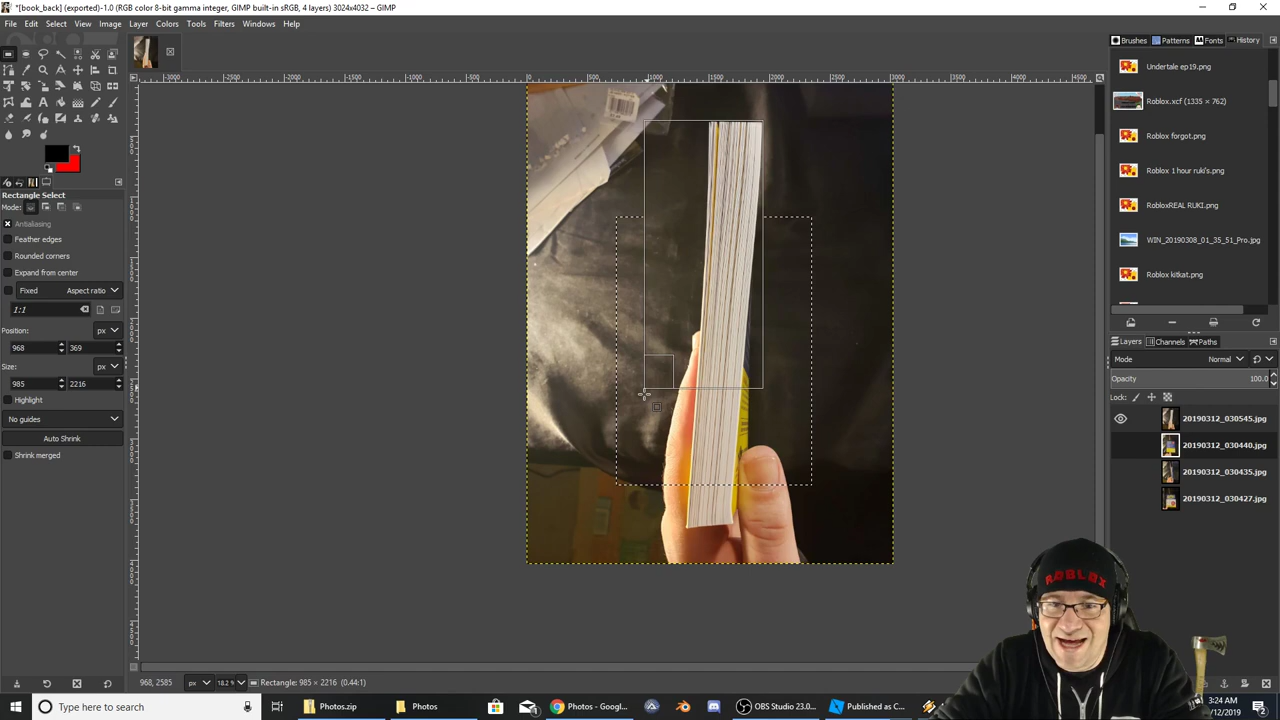 *[book_back] (exported)-1.0 (RGB color 8-bit gamma integer, GIMP built-in sRGB, 4 layers) 3024x4032 – GIMP
File Edit Select View Image Layer Colors Tools Filters Windows Help
Brushes Patterns Fonts History
Undertale ep19.png
Roblox.xcf (1335 × 762)
Roblox forgot.png
Roblox 1 hour ruki's.png
RobloxREAL RUKI.png
WIN_20190308_01_35_51_Pro.jpg
Roblox kitkat.png
Rectangle Select
Mode:
Antialiasing
Feather edges
Rounded corners
Expand from center
Fixed Aspect ratio
1:1
Position: px
968 369
Size: px
985 2216
Highlight
No guides
Auto Shrink
Shrink merged
Layers Channels Paths
Mode Normal
Opacity 100.0
Lock:
20190312_030545.jpg
20190312_030440.jpg
20190312_030435.jpg
20190312_030427.jpg
ROBLOX
968, 2585 px 18.2 % Rectangle: 985 × 2216 (0.44:1)
Type here to search
Photos.zip
Photos
Photos - Googl...
OBS Studio 23.0...
Published as C...
3:24 AM